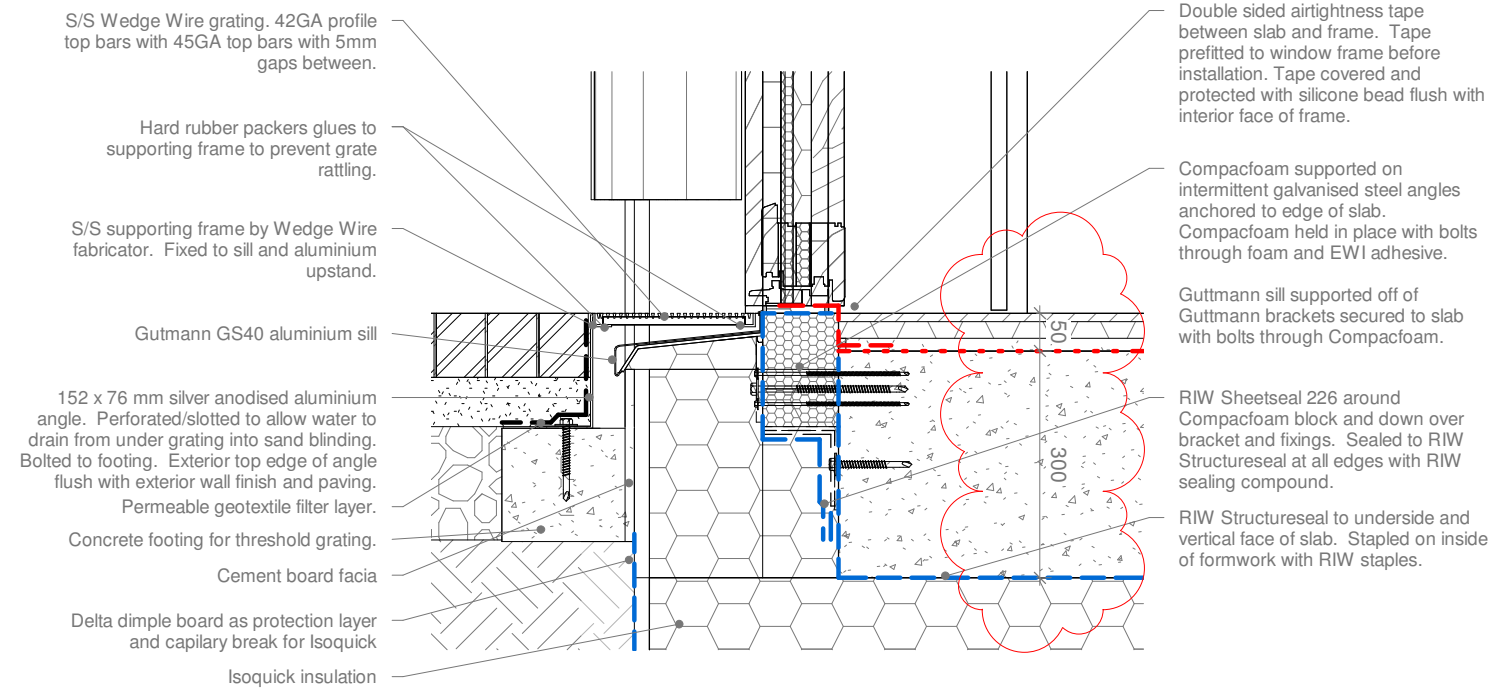 S/S Wedge Wire grating. 42GA profile
top bars with 45GA top bars with 5mm
gaps between.
Hard rubber packers glues to
supporting frame to prevent grate
rattling.
S/S supporting frame by Wedge Wire
fabricator. Fixed to sill and aluminium
upstand.
Gutmann GS40 aluminium sill
152 x 76 mm silver anodised aluminium
angle. Perforated/slotted to allow water to
drain from under grating into sand blinding.
Bolted to footing. Exterior top edge of angle
flush with exterior wall finish and paving.
Permeable geotextile filter layer.
Concrete footing for threshold grating.
Cement board facia
Delta dimple board as protection layer
and capilary break for Isoquick
Isoquick insulation
50
300
Double sided airtightness tape
between slab and frame. Tape
prefitted to window frame before
installation. Tape covered and
protected with silicone bead flush with
interior face of frame.
Compacfoam supported on
intermittent galvanised steel angles
anchored to edge of slab.
Compacfoam held in place with bolts
through foam and EWI adhesive.
Guttmann sill supported off of
Guttmann brackets secured to slab
with bolts through Compacfoam.
RIW Sheetseal 226 around
Compacfoam block and down over
bracket and fixings. Sealed to RIW
Structureseal at all edges with RIW
sealing compound.
RIW Structureseal to underside and
vertical face of slab. Stapled on inside
of formwork with RIW staples.